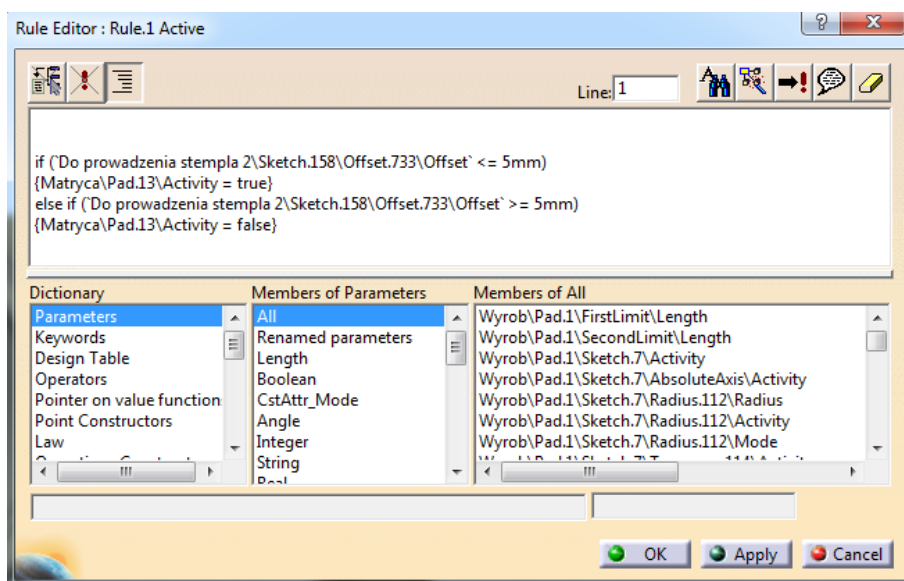 Rule Editor : Rule.1 Active
Line: 1
if (`Do prowadzenia stempla 2\Sketch.158\Offset.733\Offset` <= 5mm)
{Matryca\Pad.13\Activity = true}
else if (`Do prowadzenia stempla 2\Sketch.158\Offset.733\Offset` >= 5mm)
{Matryca\Pad.13\Activity = false}
Dictionary
Parameters
Keywords
Design Table
Operators
Pointer on value function
Point Constructors
Law
Members of Parameters
All
Renamed parameters
Length
Boolean
CstAttr_Mode
Angle
Integer
String
Members of All
Wyrob\Pad.1\FirstLimit\Length
Wyrob\Pad.1\SecondLimit\Length
Wyrob\Pad.1\Sketch.7\Activity
Wyrob\Pad.1\Sketch.7\AbsoluteAxis\Activity
Wyrob\Pad.1\Sketch.7\Radius.112\Radius
Wyrob\Pad.1\Sketch.7\Radius.112\Activity
Wyrob\Pad.1\Sketch.7\Radius.112\Mode
OK
Apply
Cancel